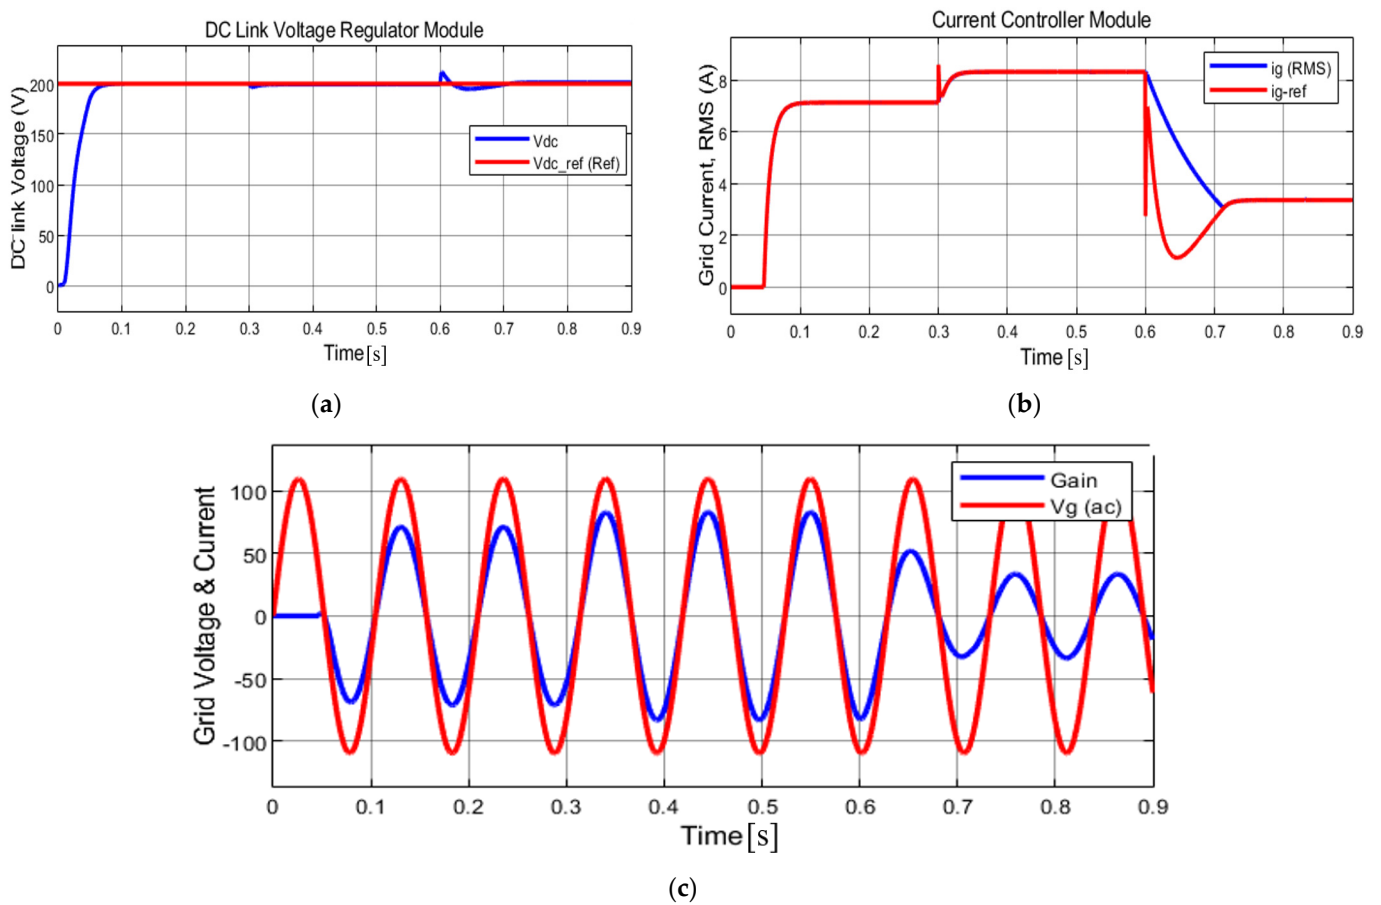 DC Link Voltage Regulator Module
DC link Voltage (V)
200
150
100
50
0
Vdc
Vdc_ref (Ref)
0 0.1 0.2 0.3 0.4 0.5 0.6 0.7 0.8 0.9
Time[s]
(a)
Current Controller Module
Grid Current, RMS (A)
8
6
4
2
0
ig (RMS)
ig-ref
0 0.1 0.2 0.3 0.4 0.5 0.6 0.7 0.8 0.9
Time [s]
(b)
Grid Voltage & Current
100
50
0
-50
-100
Gain
Vg (ac)
0 0.1 0.2 0.3 0.4 0.5 0.6 0.7 0.8 0.9
Time[s]
(c)